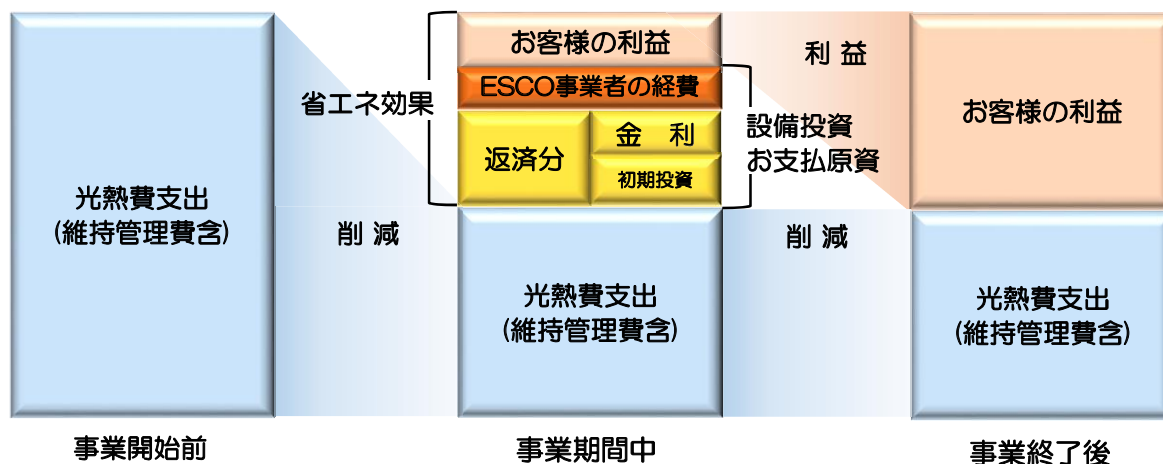 光熱費支出
(維持管理費含)
事業開始前
省エネ効果
削 減
お客様の利益
ESCO事業者の経費
返済分
金 利
初期投資
光熱費支出
(維持管理費含)
事業期間中
利 益
設備投資
お支払原資
削 減
お客様の利益
光熱費支出
(維持管理費含)
事業終了後